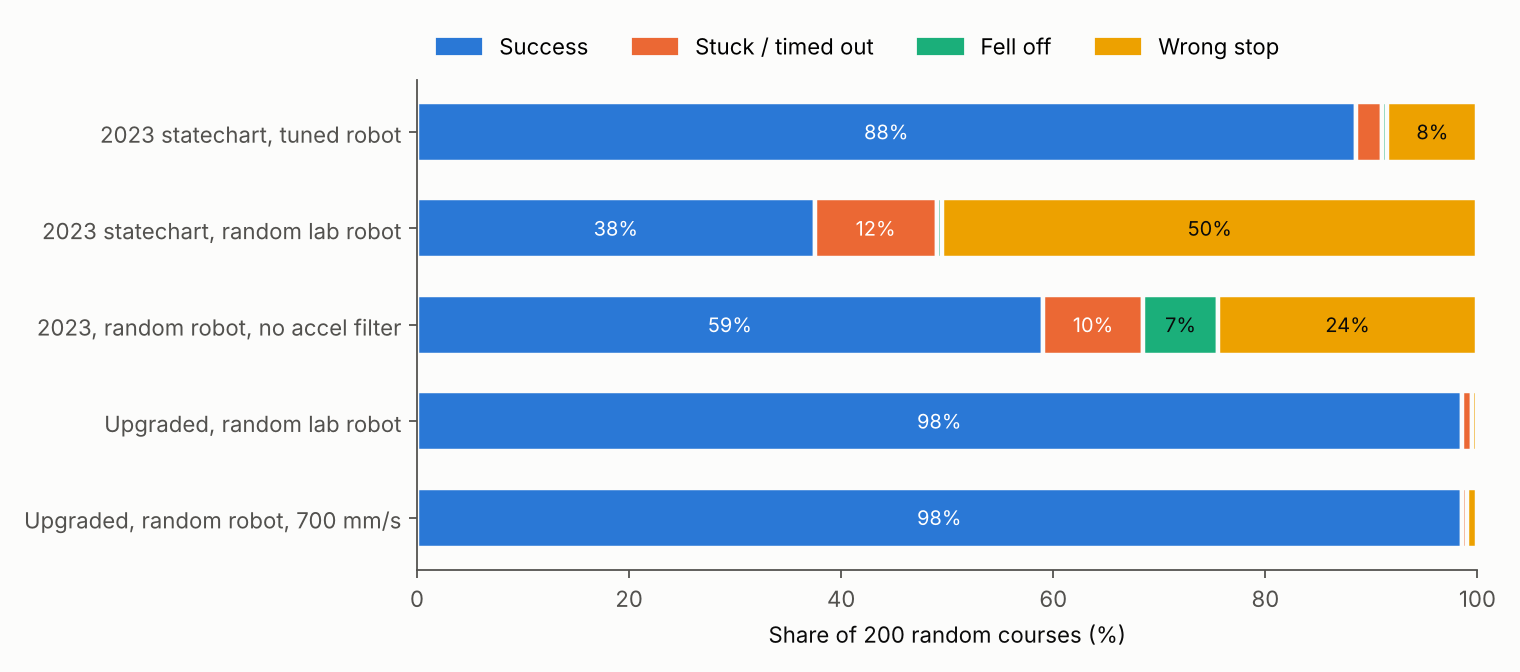 Success Stuck / timed out Fell off Wrong stop
2023 statechart, tuned robot 88% 8%
2023 statechart, random lab robot 38% 12% 50%
2023, random robot, no accel filter 59% 10% 7% 24%
Upgraded, random lab robot 98%
Upgraded, random robot, 700 mm/s 98%
0 20 40 60 80 100
Share of 200 random courses (%)